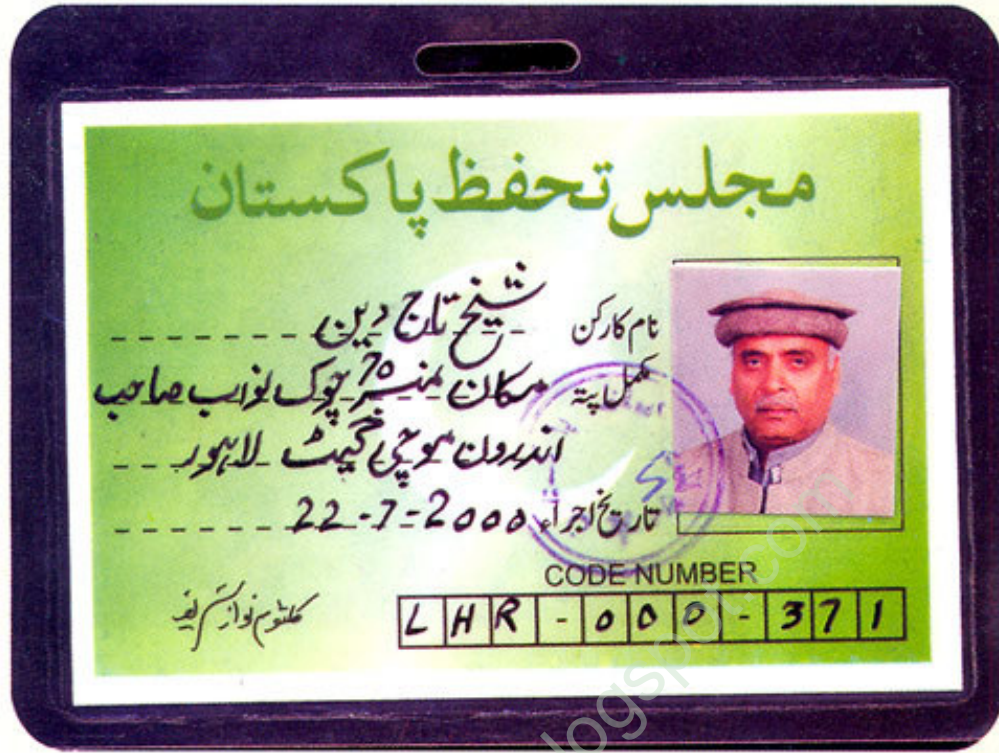 مجلس تحفظ پاکستان
نام کارکن شیخ تاج دین
مکمل پتہ مکان نمبر 70 چوک نواب صاحب
اندرون موچی گیٹ لاہور
تاریخ اجراء 22-7-2000
CODE NUMBER
LHR-000-371
کلثوم نواز شریف